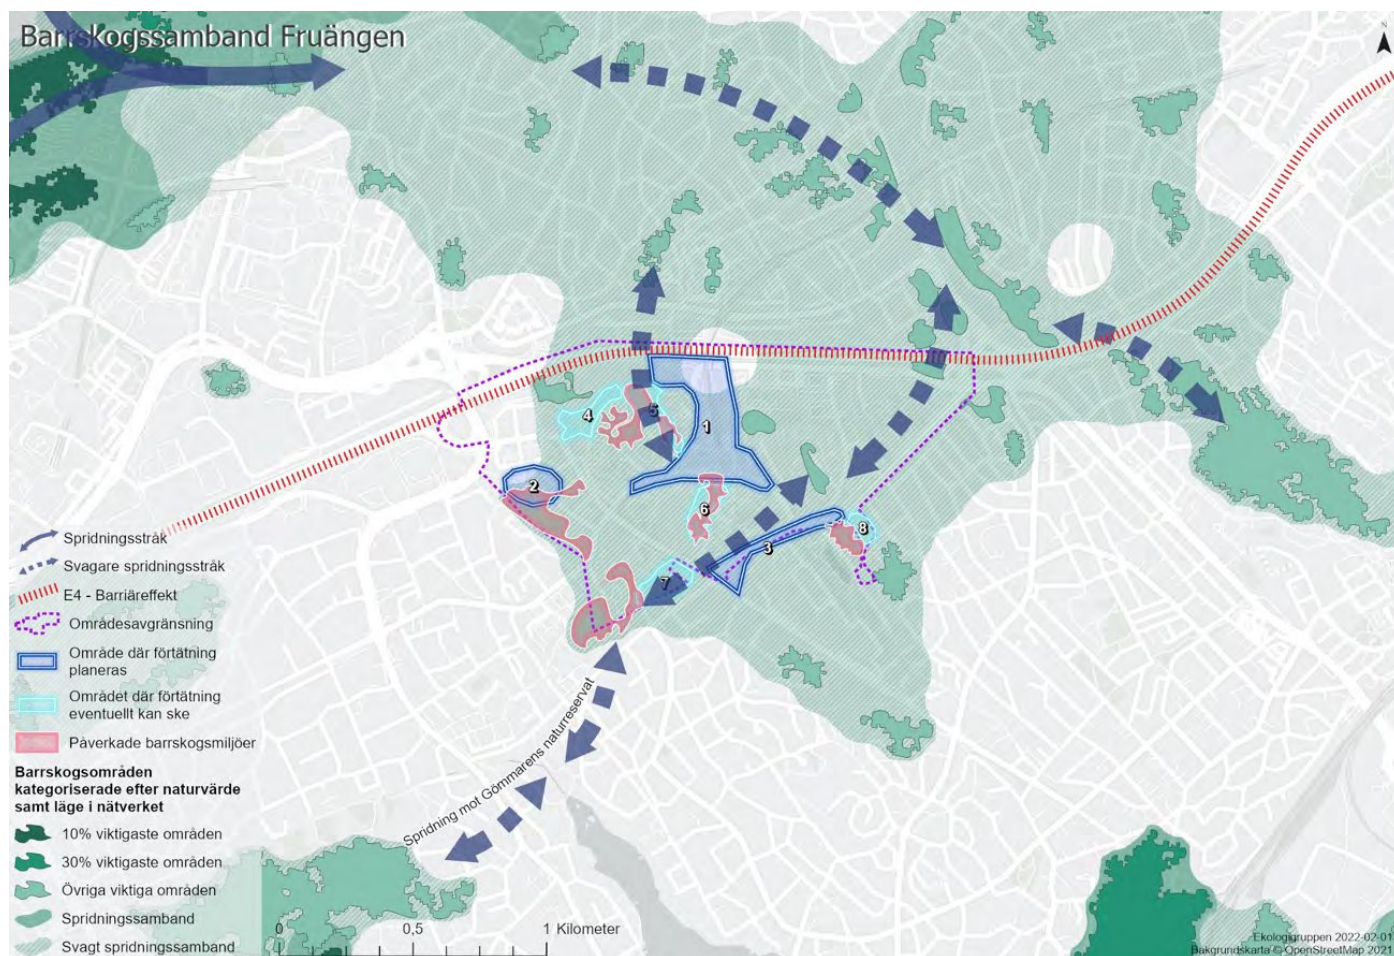 Barrskogssamband Fruängen
4
5
1
2
6
3
8
7
Spridningsstråk
Svagare spridningsstråk
E4 - Barriäreffekt
Områdesavgränsning
Område där förtätning
planeras
Området där förtätning
eventuellt kan ske
Påverkade barrskogsmiljöer
Barrskogsområden
kategoriserade efter naturvärde
samt läge i nätverket
10% viktigaste områden
30% viktigaste områden
Övriga viktiga områden
Spridningssamband
Svagt spridningssamband
Spridning mot Gömmarens naturreservat
0 0,5 1 Kilometer
Ekologigruppen 2022-02-01
Bakgrundskarta © OpenStreetMap 2021